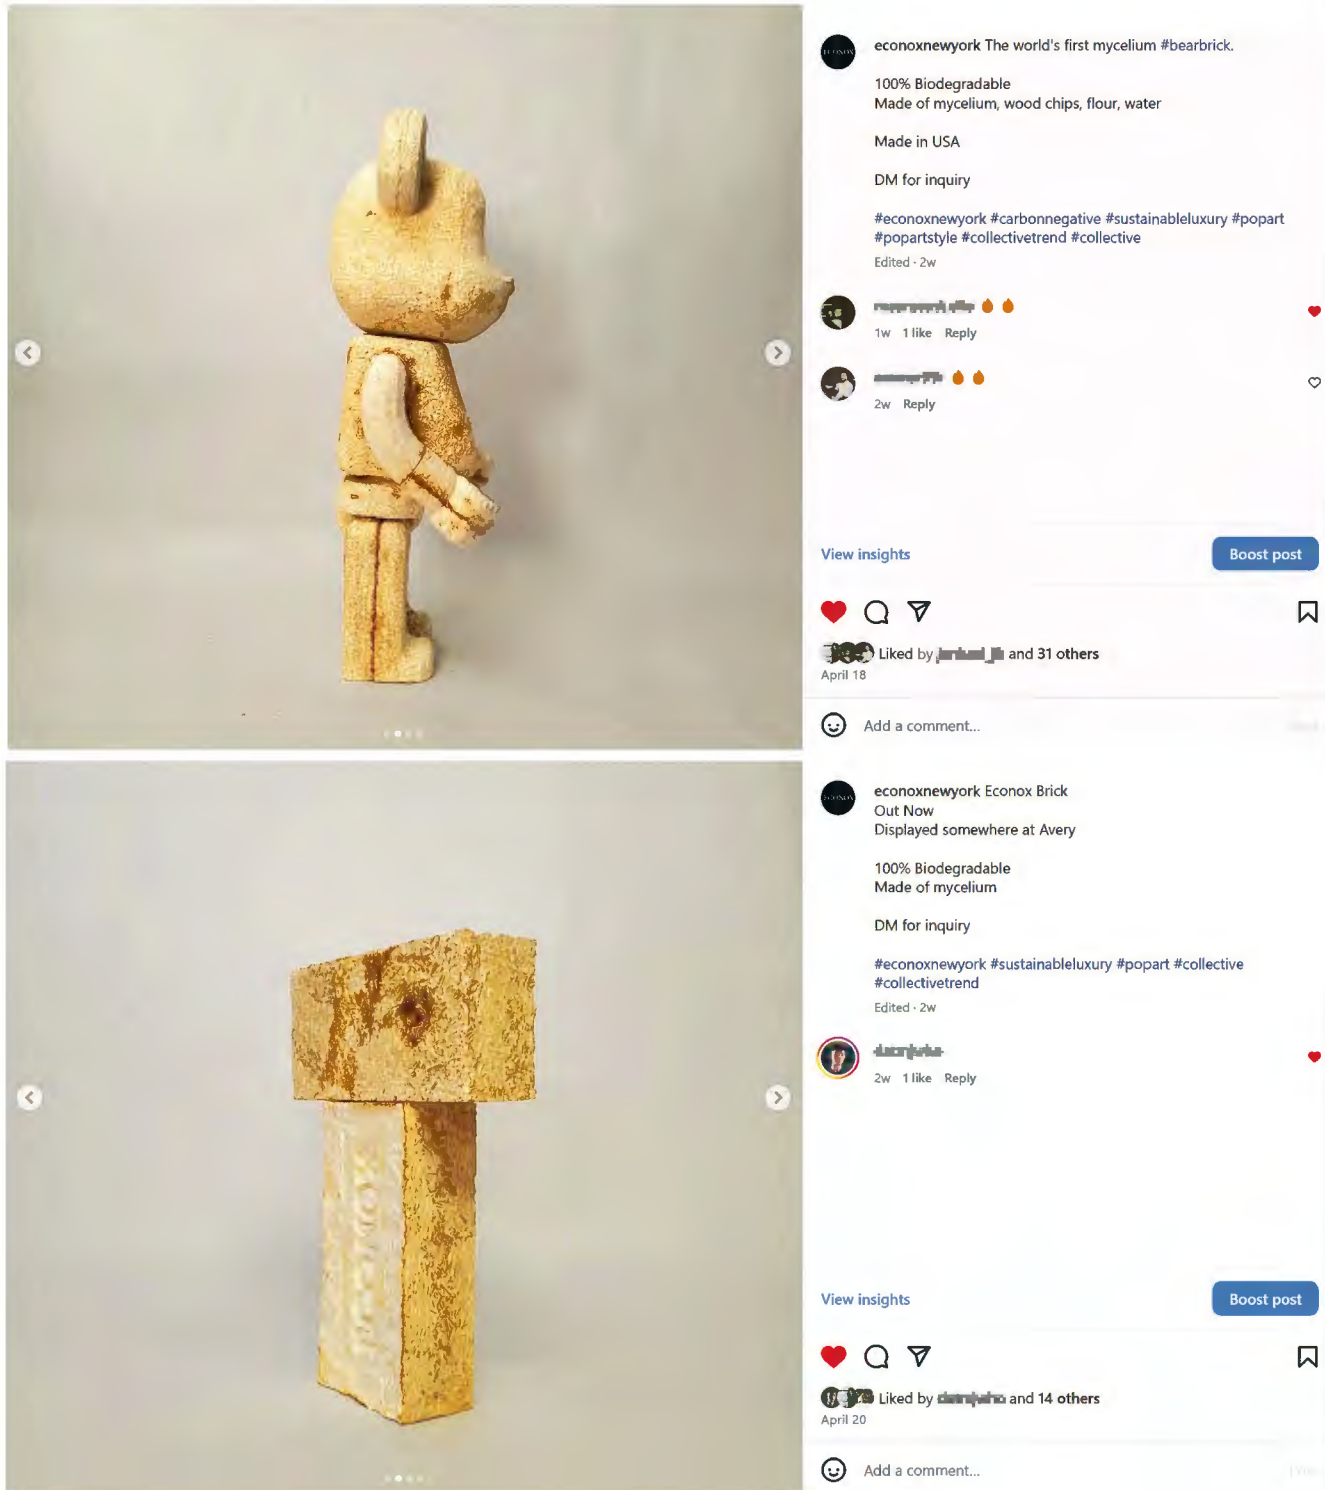 econoxnewyork The world's first mycelium #bearbrick.
100% Biodegradable
Made of mycelium, wood chips, flour, water
Made in USA
DM for inquiry
#econoxnewyork #carbonnegative #sustainableluxury #popart
#popartstyle #collectivetrend #collective
Edited · 2w
1w 1 like Reply
2w Reply
View insights
Boost post
Liked by and 31 others
April 18
Add a comment...
ECONOX
econoxnewyork Econox Brick
Out Now
Displayed somewhere at Avery
100% Biodegradable
Made of mycelium
DM for inquiry
#econoxnewyork #sustainableluxury #popart #collective
#collectivetrend
Edited · 2w
2w 1 like Reply
View insights
Boost post
Liked by and 14 others
April 20
Add a comment...